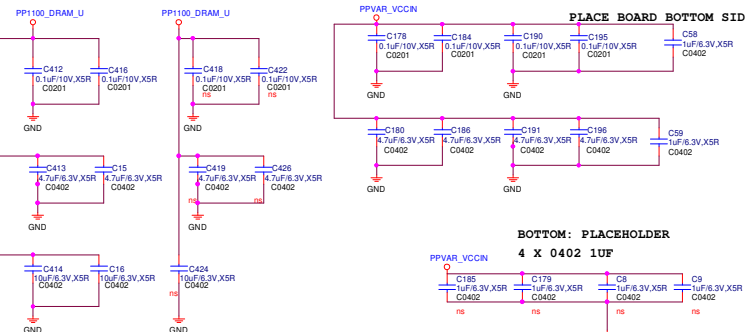 PP1100_DRAM_U
PP1100_DRAM_U
PPVAR_VCCIN
PLACE BOARD BOTTOM SID
C412
0.1uF/10V,X5R
C0201
C416
0.1uF/10V,X5R
C0201
C418
0.1uF/10V,X5R
C0201
ns
C422
0.1uF/10V,X5R
C0201
ns
C178
0.1uF/10V,X5R
C0201
C184
0.1uF/10V,X5R
C0201
C190
0.1uF/10V,X5R
C0201
C195
0.1uF/10V,X5R
C0201
C58
1uF/6.3V,X5R
C0402
GND
GND
GND
GND
C413
4.7uF/6.3V,X5R
C0402
C15
4.7uF/6.3V,X5R
C0402
C419
4.7uF/6.3V,X5R
C0402
ns
C426
4.7uF/6.3V,X5R
C0402
ns
C180
4.7uF/6.3V,X5R
C0402
C186
4.7uF/6.3V,X5R
C0402
C191
4.7uF/6.3V,X5R
C0402
C196
4.7uF/6.3V,X5R
C0402
C59
1uF/6.3V,X5R
C0402
GND
GND
GND
GND
BOTTOM: PLACEHOLDER
4 X 0402 1UF
PPVAR_VCCIN
C414
10uF/6.3V,X5R
C0402
C16
10uF/6.3V,X5R
C0402
C424
10uF/6.3V,X5R
C0402
ns
C185
1uF/6.3V,X5R
C0402
ns
C179
1uF/6.3V,X5R
C0402
ns
C8
1uF/6.3V,X5R
C0402
ns
C9
1uF/6.3V,X5R
C0402
ns
GND
GND